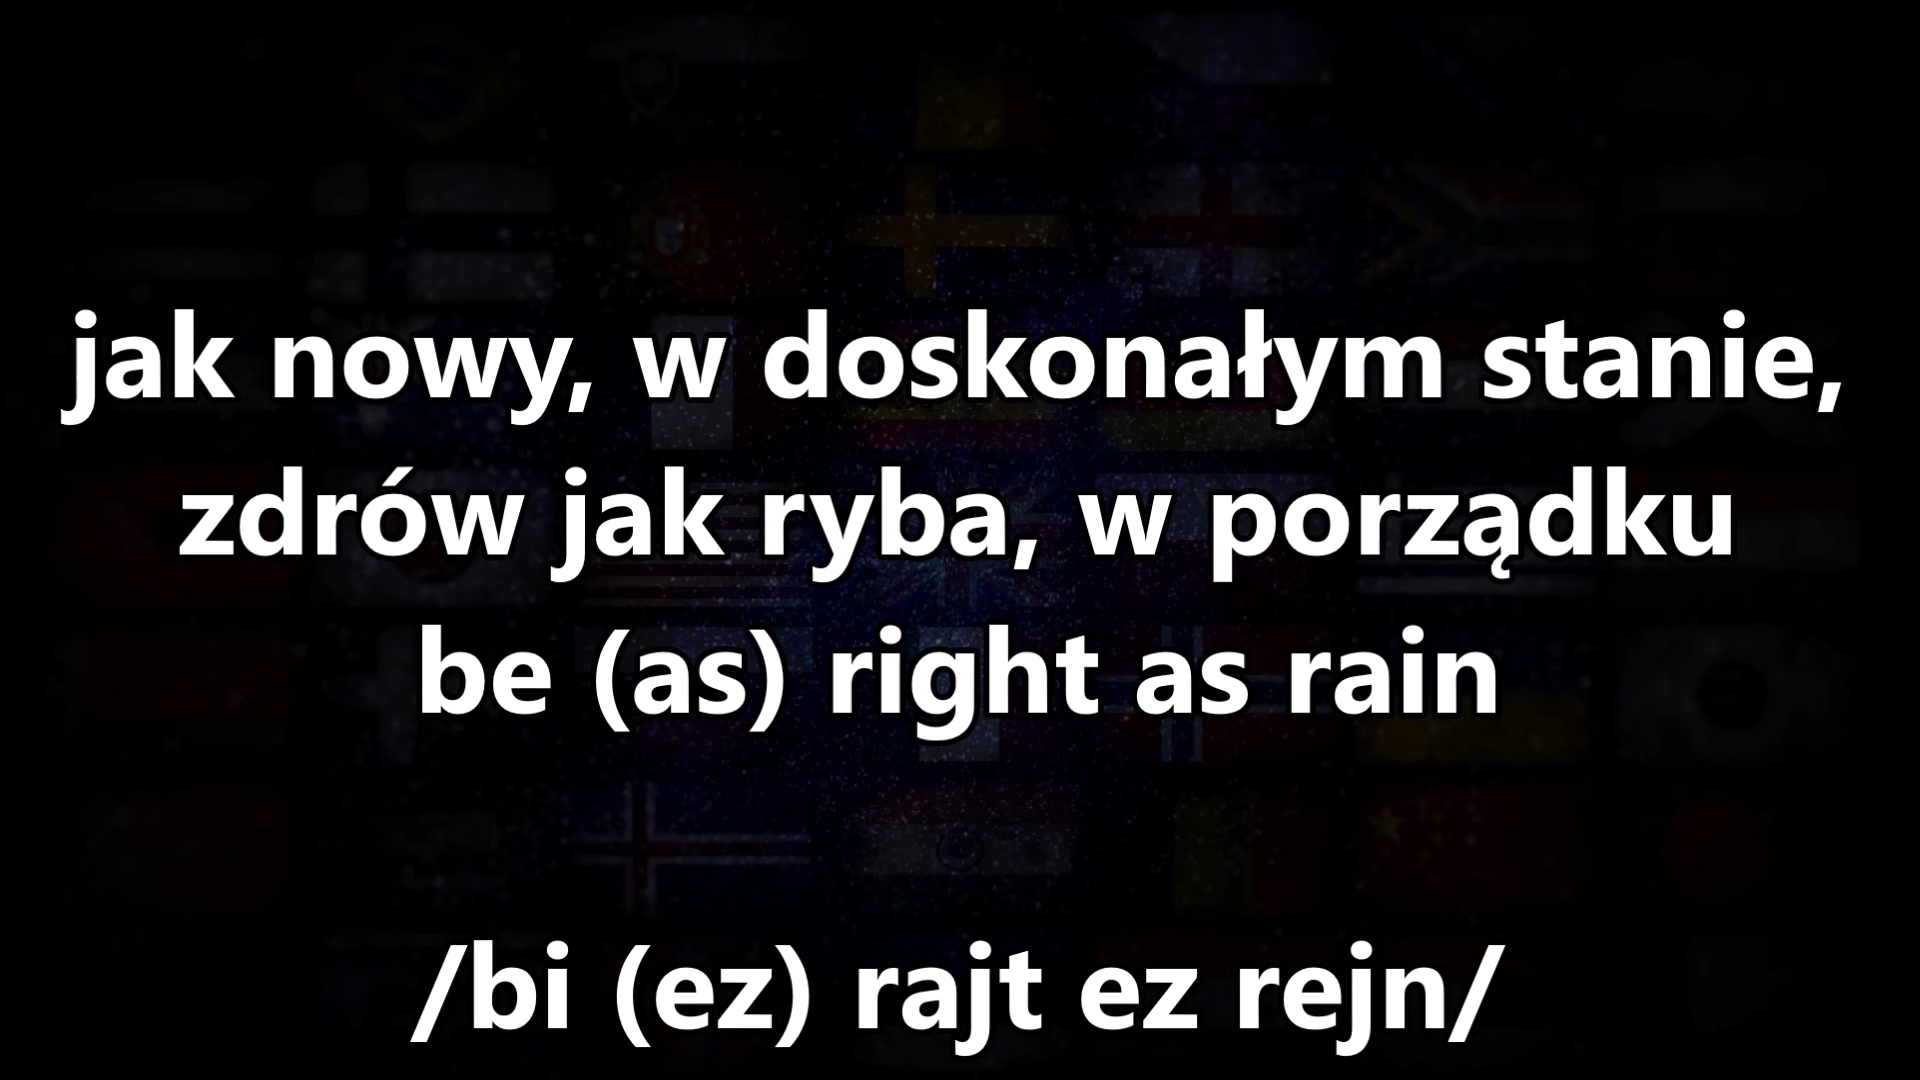 jak nowy, w doskonałym stanie,
zdrów jak ryba, w porządku
be (as) right as rain
/bi (ez) rajt ez rejn/